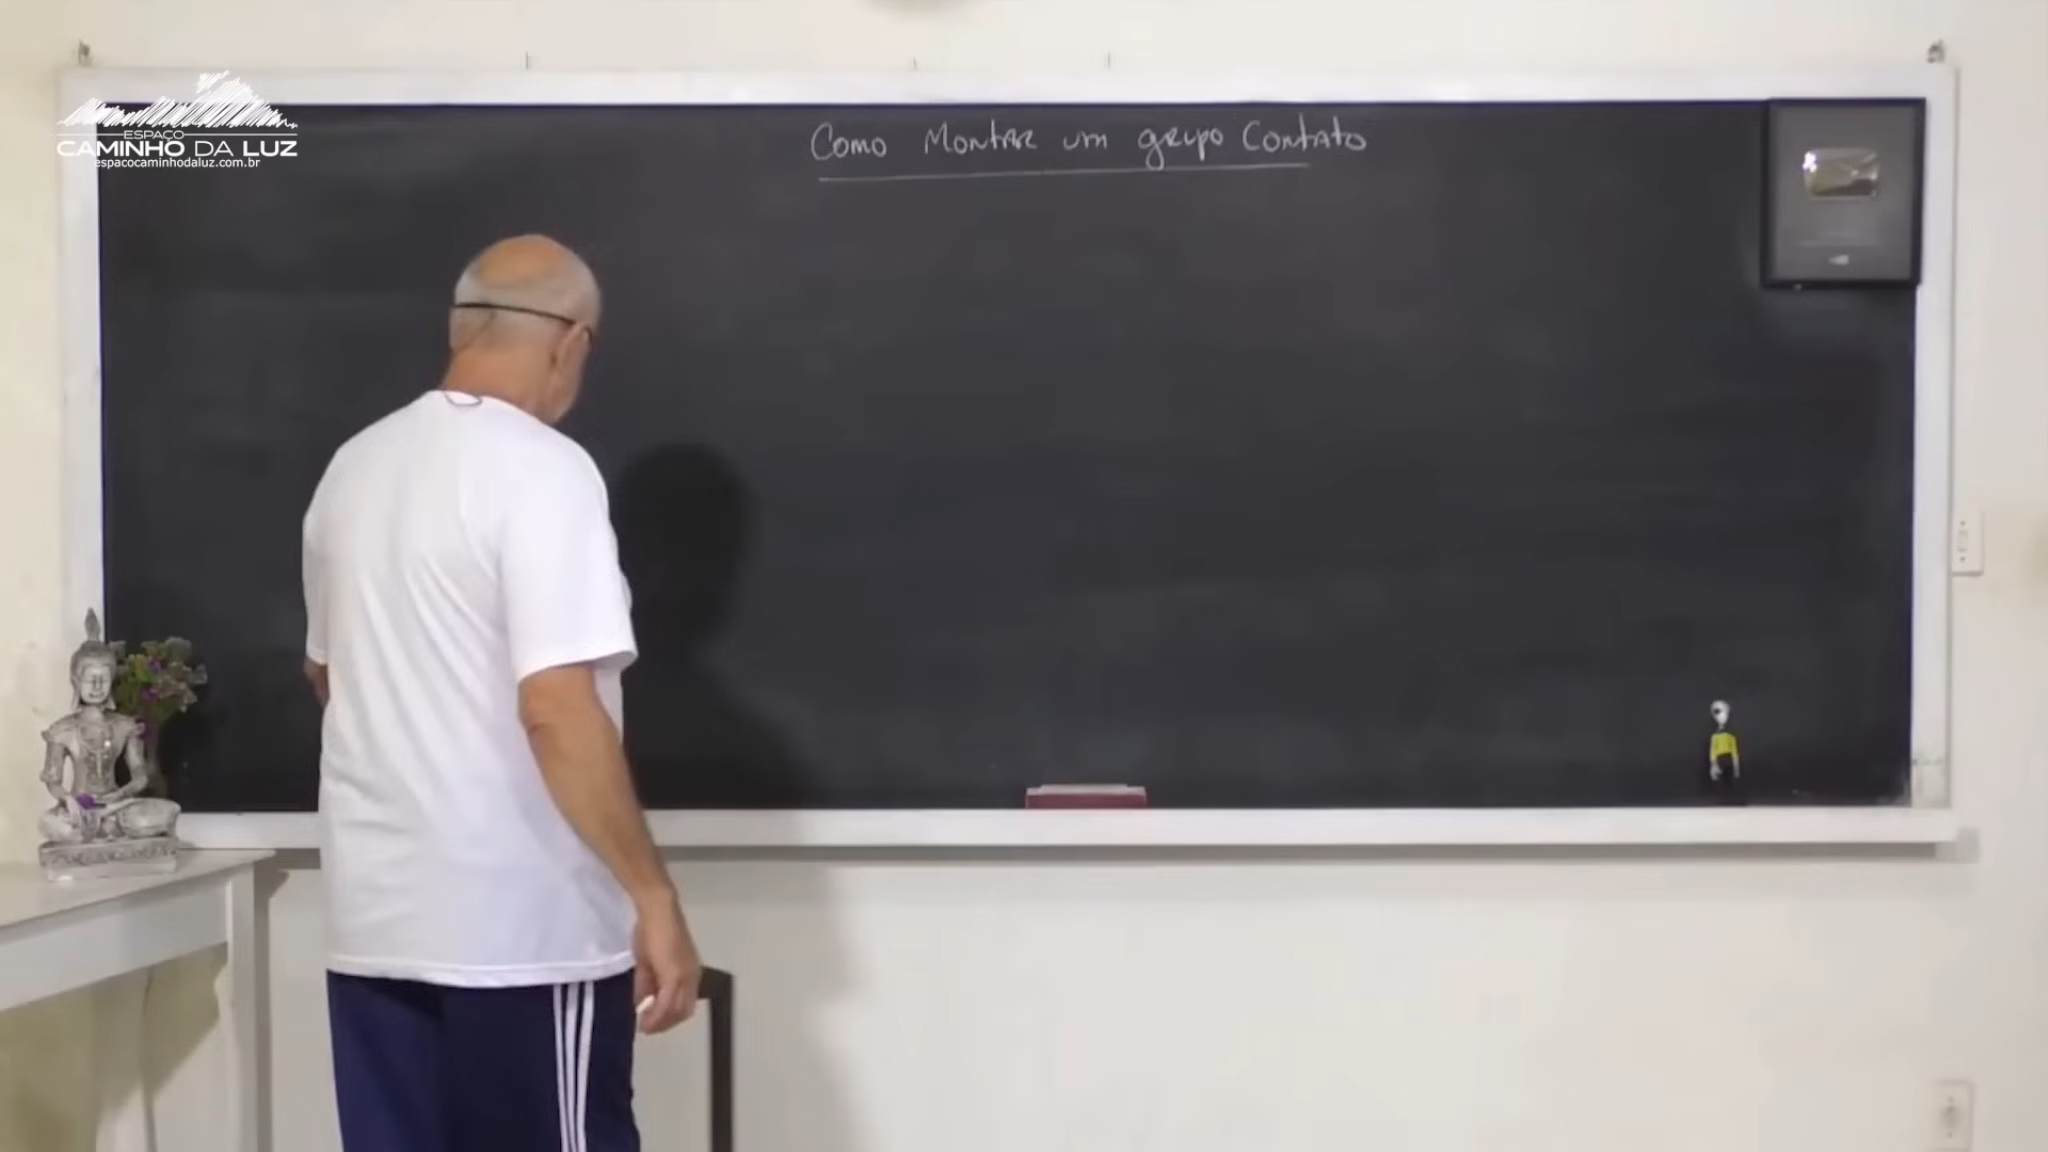 ESPAÇO
CAMINHO DA LUZ
espacocaminhodaluz.com.br
Como Montar um grupo Contato